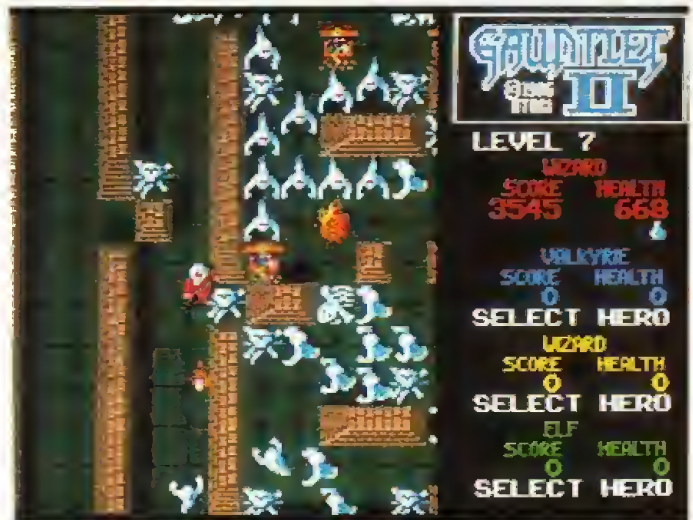 GAUNTLET
II
LEVEL 7
WIZARD
SCORE HEALTH
3545 668
VALKYRIE
SCORE HEALTH
0 0
SELECT HERO
WIZARD
SCORE HEALTH
0 0
SELECT HERO
ELF
SCORE HEALTH
0 0
SELECT HERO